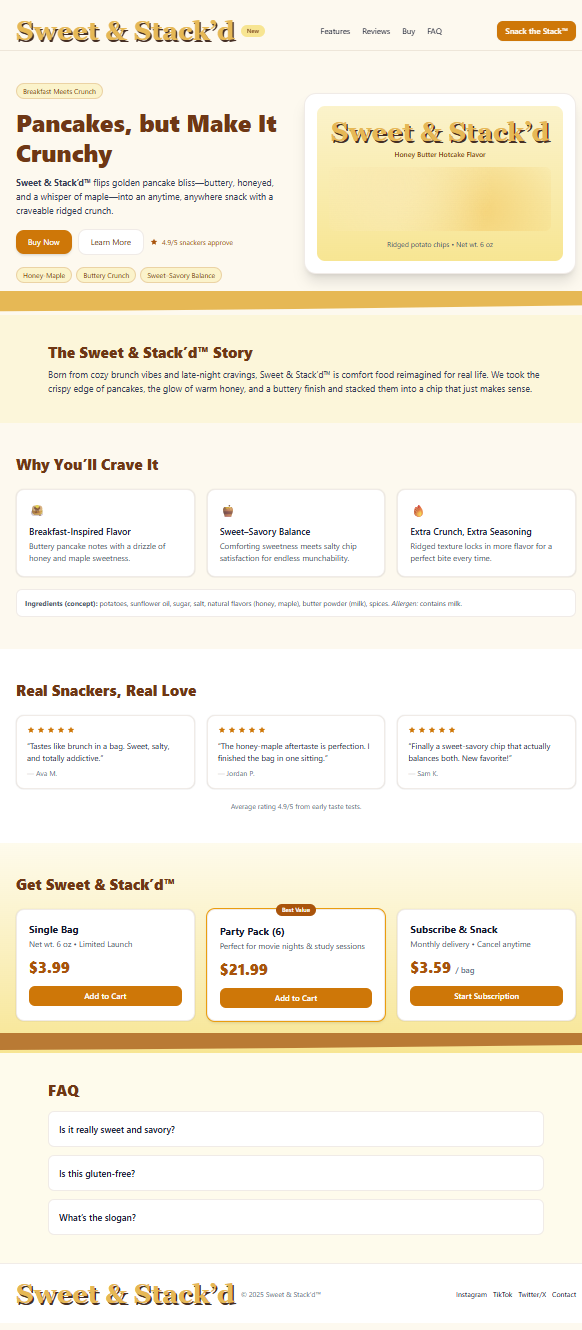 Sweet & Stack’d New Features Reviews Buy FAQ Snack the Stack™
Breakfast Meets Crunch
Pancakes, but Make It
Crunchy
Sweet & Stack’d™ flips golden pancake bliss—buttery, honeyed,
and a whisper of maple—into an anytime, anywhere snack with a
craveable ridged crunch.
Buy Now Learn More ★ 4.9/5 snackers approve
Honey-Maple Buttery Crunch Sweet-Savory Balance
Sweet & Stack’d
Honey Butter Hotcake Flavor
Ridged potato chips • Net wt. 6 oz
The Sweet & Stack’d™ Story
Born from cozy brunch vibes and late-night cravings, Sweet & Stack’d™ is comfort food reimagined for real life. We took the
crispy edge of pancakes, the glow of warm honey, and a buttery finish and stacked them into a chip that just makes sense.
Why You’ll Crave It
Breakfast-Inspired Flavor
Buttery pancake notes with a drizzle of
honey and maple sweetness.
Sweet–Savory Balance
Comforting sweetness meets salty chip
satisfaction for endless munchability.
Extra Crunch, Extra Seasoning
Ridged texture locks in more flavor for a
perfect bite every time.
Ingredients (concept): potatoes, sunflower oil, sugar, salt, natural flavors (honey, maple), butter powder (milk), spices. Allergen: contains milk.
Real Snackers, Real Love
★★★★★
“Tastes like brunch in a bag. Sweet, salty,
and totally addictive.”
— Ava M.
★★★★★
“The honey-maple aftertaste is perfection. I
finished the bag in one sitting.”
— Jordan P.
★★★★★
“Finally a sweet-savory chip that actually
balances both. New favorite!”
— Sam K.
Average rating 4.9/5 from early taste tests.
Get Sweet & Stack’d™
Single Bag
Net wt. 6 oz • Limited Launch
$3.99
Add to Cart
Best Value
Party Pack (6)
Perfect for movie nights & study sessions
$21.99
Add to Cart
Subscribe & Snack
Monthly delivery • Cancel anytime
$3.59 / bag
Start Subscription
FAQ
Is it really sweet and savory?
Is this gluten-free?
What’s the slogan?
Sweet & Stack’d © 2025 Sweet & Stack’d™ Instagram TikTok Twitter/X Contact